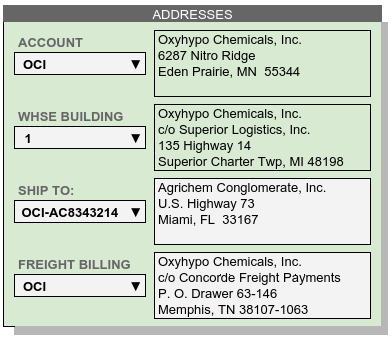 ADDRESSES
ACCOUNT
OCI
Oxyhypo Chemicals, Inc.
6287 Nitro Ridge
Eden Prairie, MN  55344
WHSE BUILDING
1
Oxyhypo Chemicals, Inc.
c/o Superior Logistics, Inc.
135 Highway 14
Superior Charter Twp, MI 48198
SHIP TO:
OCI-AC8343214
Agrichem Conglomerate, Inc.
U.S. Highway 73
Miami, FL  33167
FREIGHT BILLING
OCI
Oxyhypo Chemicals, Inc.
c/o Concorde Freight Payments
P. O. Drawer 63-146
Memphis, TN 38107-1063